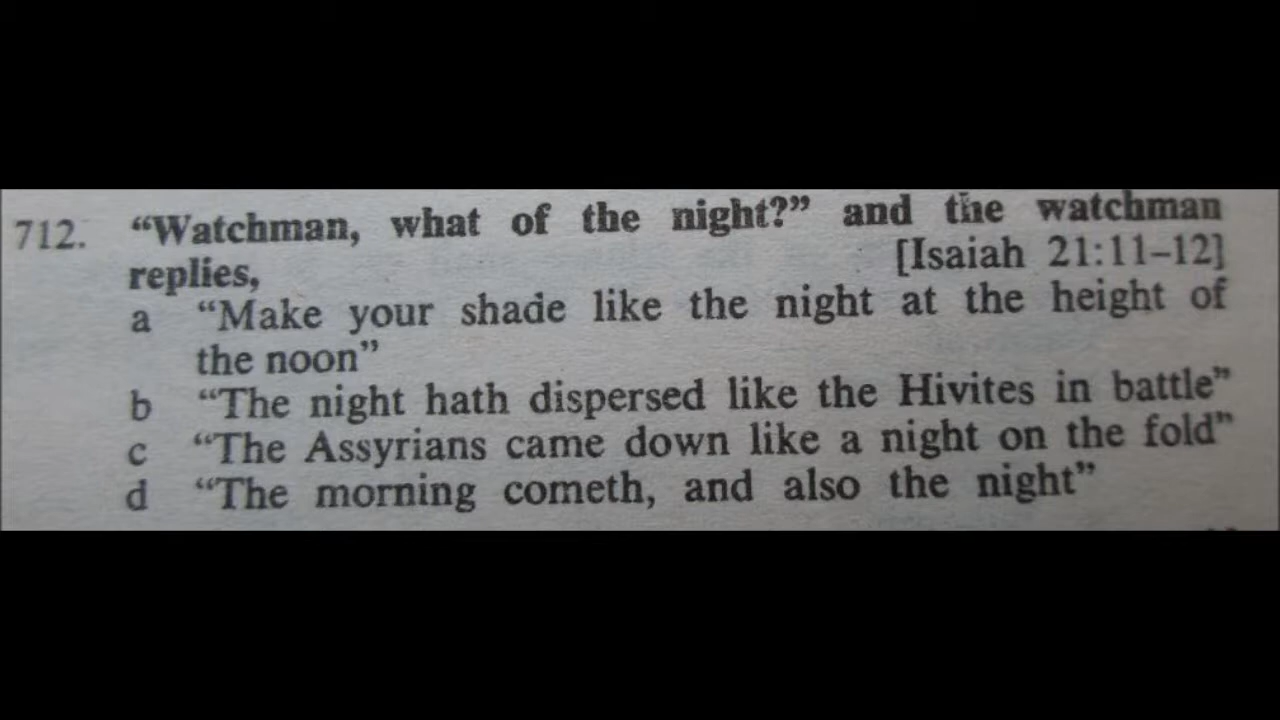 712. “Watchman, what of the night?” and the watchman
replies, [Isaiah 21:11–12]
a “Make your shade like the night at the height of
the noon”
b “The night hath dispersed like the Hivites in battle”
c “The Assyrians came down like a night on the fold”
d “The morning cometh, and also the night”